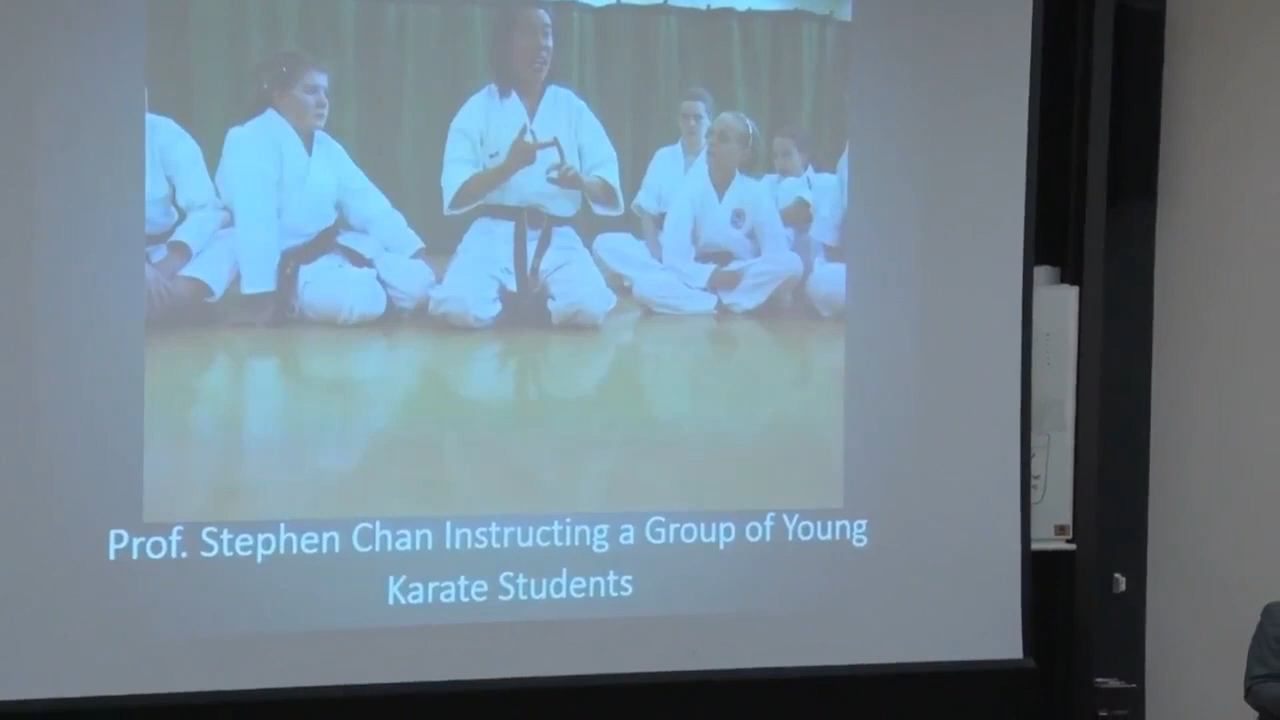 Prof. Stephen Chan Instructing a Group of Young
Karate Students